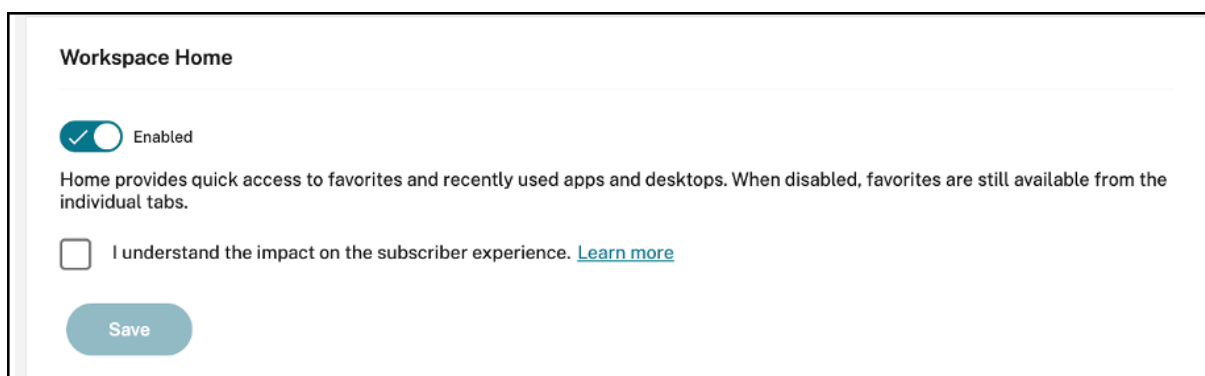 Workspace Home
Enabled
Home provides quick access to favorites and recently used apps and desktops. When disabled, favorites are still available from the
individual tabs.
I understand the impact on the subscriber experience. Learn more
Save